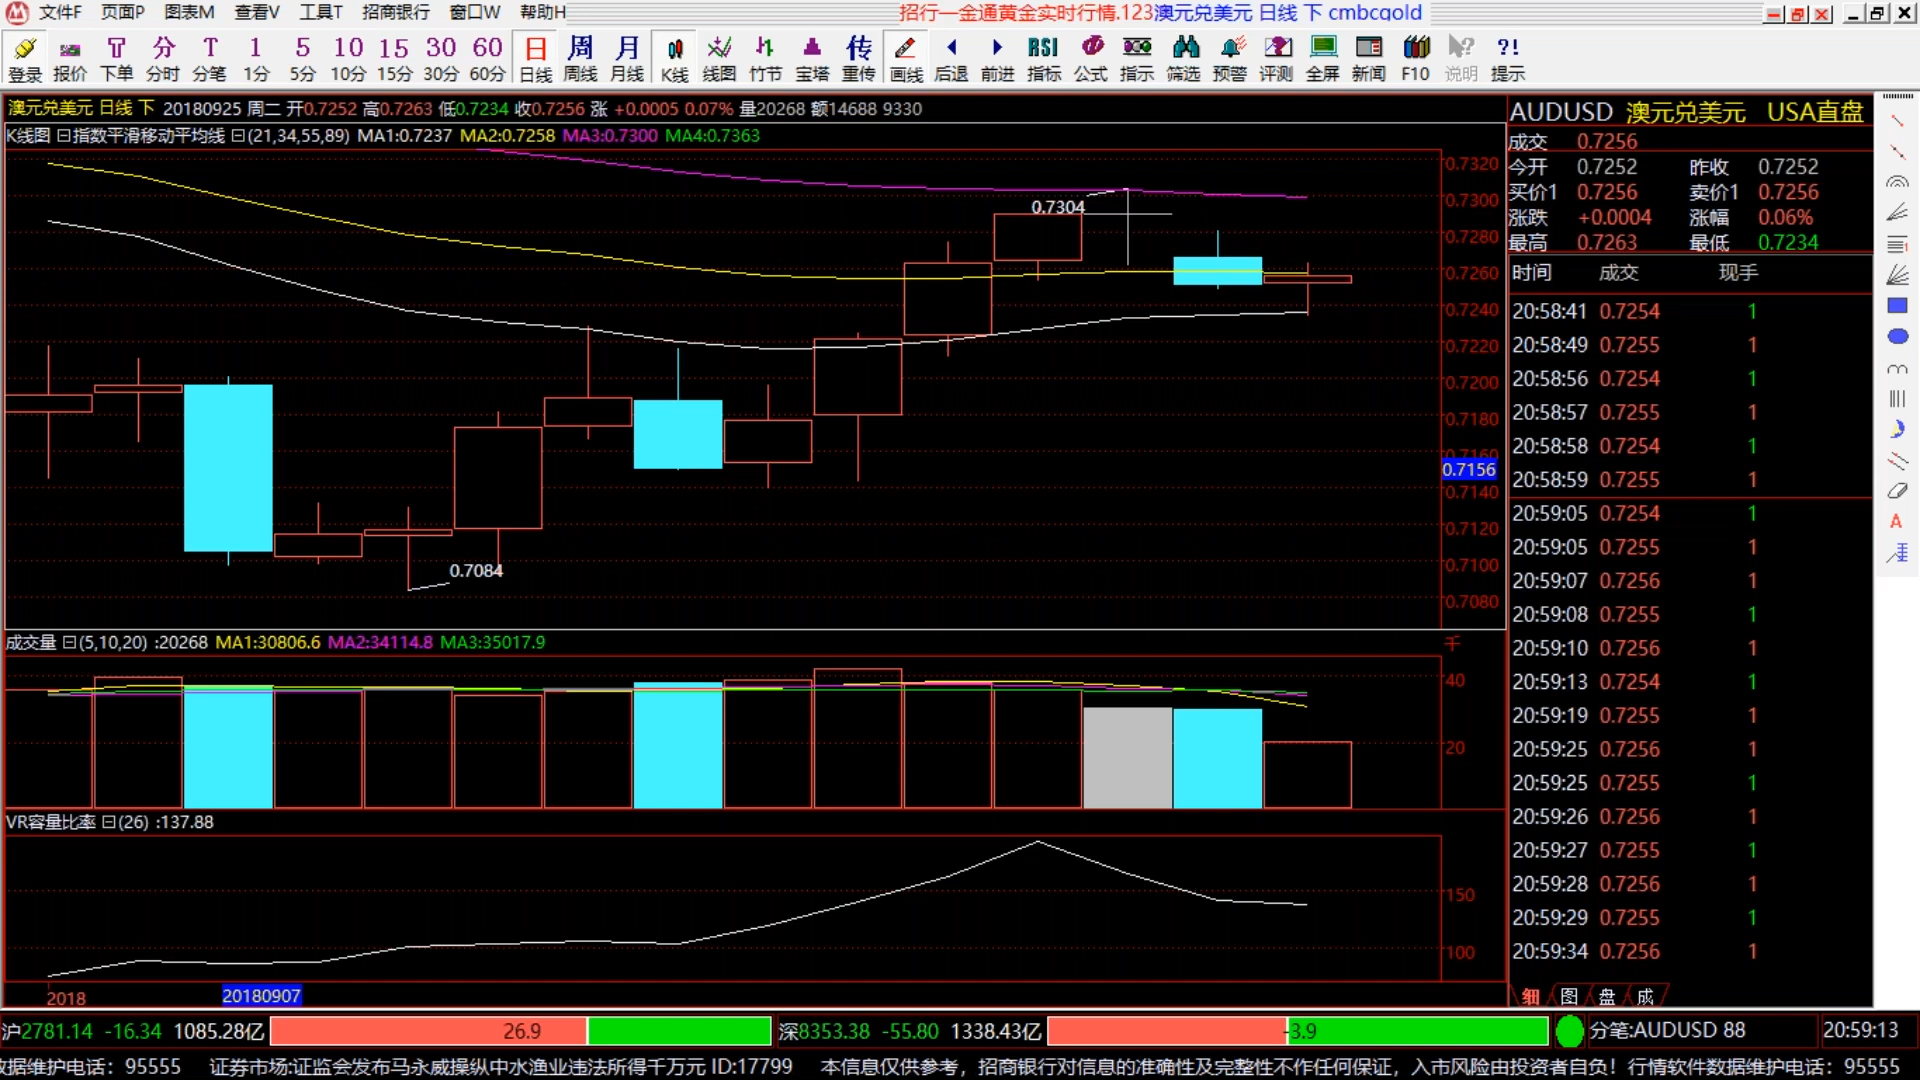 文件F 页面P 图表M 查看V 工具T 招商银行 窗口W 帮助H 招行一金通黄金实时行情.123澳元兑美元 日线 下 cmbcgold
T 分 T 1 5 10 15 30 60 日 周 月 传 RSI ?!
登录 报价 下单 分时 分笔 1分 5分 10分 15分 30分 60分 日线 周线 月线 K线 线图 竹节 宝塔 重传 画线 后退 前进 指标 公式 指示 筛选 预警 评测 全屏 新闻 F10 说明 提示
澳元兑美元 日线 下 20180925 周二 开0.7252 高0.7263 低0.7234 收0.7256 涨 +0.0005 0.07% 量20268 额14688 9330
K线图 指数平滑移动平均线 (21,34,55,89) MA1:0.7237 MA2:0.7258 MA3:0.7300 MA4:0.7363
0.7320
0.7300
0.7280
0.7260
0.7240
0.7220
0.7200
0.7180
0.7160
0.7156
0.7140
0.7120
0.7100
0.7080
0.7304
0.7084
成交量 (5,10,20) :20268 MA1:30806.6 MA2:34114.8 MA3:35017.9
千
40
20
VR容量比率 (26) :137.88
150
100
2018 20180907
AUDUSD 澳元兑美元 USA直盘
成交 0.7256
今开 0.7252 昨收 0.7252
买价1 0.7256 卖价1 0.7256
涨跌 +0.0004 涨幅 0.06%
最高 0.7263 最低 0.7234
时间 成交 现手
20:58:41 0.7254 1
20:58:49 0.7255 1
20:58:56 0.7254 1
20:58:57 0.7255 1
20:58:58 0.7254 1
20:58:59 0.7255 1
20:59:05 0.7254 1
20:59:05 0.7255 1
20:59:07 0.7256 1
20:59:08 0.7255 1
20:59:10 0.7256 1
20:59:13 0.7254 1
20:59:19 0.7255 1
20:59:25 0.7256 1
20:59:25 0.7255 1
20:59:26 0.7256 1
20:59:27 0.7255 1
20:59:28 0.7256 1
20:59:29 0.7255 1
20:59:34 0.7256 1
细 图 盘 成
A
沪2781.14 -16.34 1085.28亿 26.9 深8353.38 -55.80 1338.43亿 -3.9 分笔:AUDUSD 88 20:59:13
数据维护电话：95555 证券市场:证监会发布马永威操纵中水渔业违法所得千万元 ID:17799 本信息仅供参考，招商银行对信息的准确性及完整性不作任何保证，入市风险由投资者自负！行情软件数据维护电话：95555